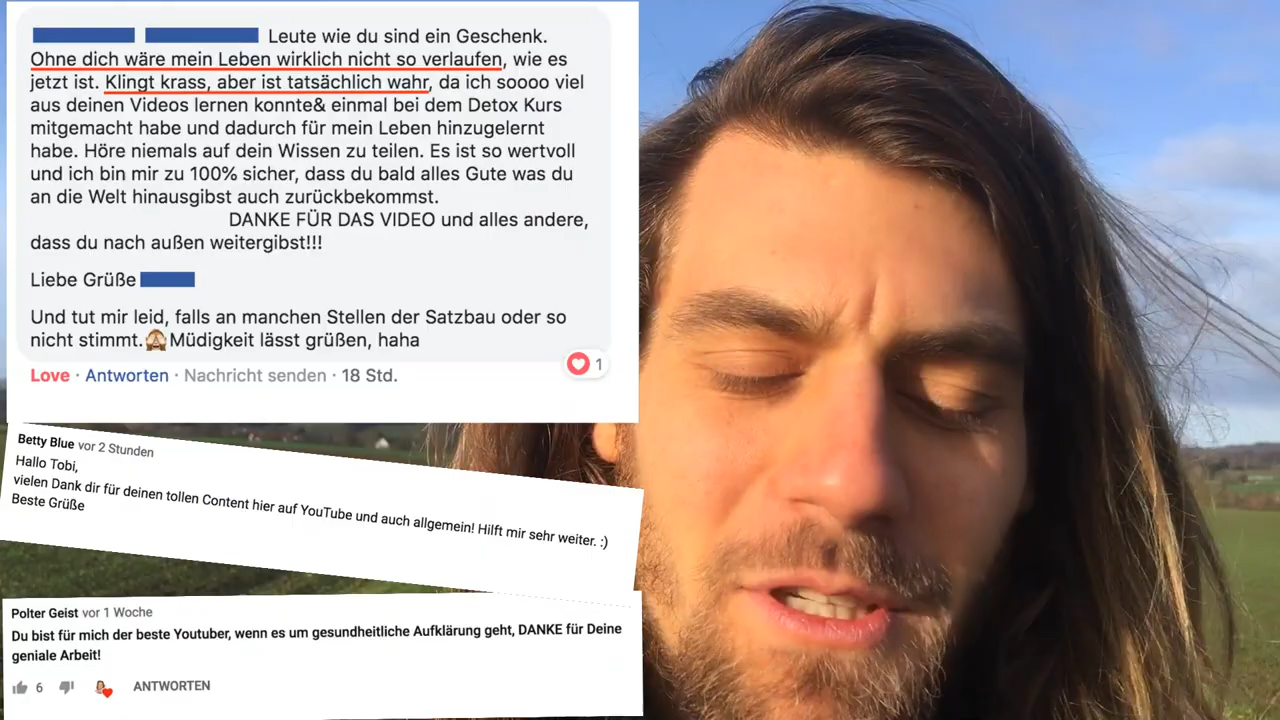 Leute wie du sind ein Geschenk.
Ohne dich wäre mein Leben wirklich nicht so verlaufen, wie es
jetzt ist. Klingt krass, aber ist tatsächlich wahr, da ich soooo viel
aus deinen Videos lernen konnte& einmal bei dem Detox Kurs
mitgemacht habe und dadurch für mein Leben hinzugelernt
habe. Höre niemals auf dein Wissen zu teilen. Es ist so wertvoll
und ich bin mir zu 100% sicher, dass du bald alles Gute was du
an die Welt hinausgibst auch zurückbekommst.
DANKE FÜR DAS VIDEO und alles andere,
dass du nach außen weitergibst!!!
Liebe Grüße
Und tut mir leid, falls an manchen Stellen der Satzbau oder so
nicht stimmt.🙈Müdigkeit lässt grüßen, haha
1
Love · Antworten · Nachricht senden · 18 Std.
Betty Blue vor 2 Stunden
Hallo Tobi,
vielen Dank dir für deinen tollen Content hier auf YouTube und auch allgemein! Hilft mir sehr weiter. :)
Beste Grüße
Polter Geist vor 1 Woche
Du bist für mich der beste Youtuber, wenn es um gesundheitliche Aufklärung geht, DANKE für Deine
geniale Arbeit!
6 ANTWORTEN